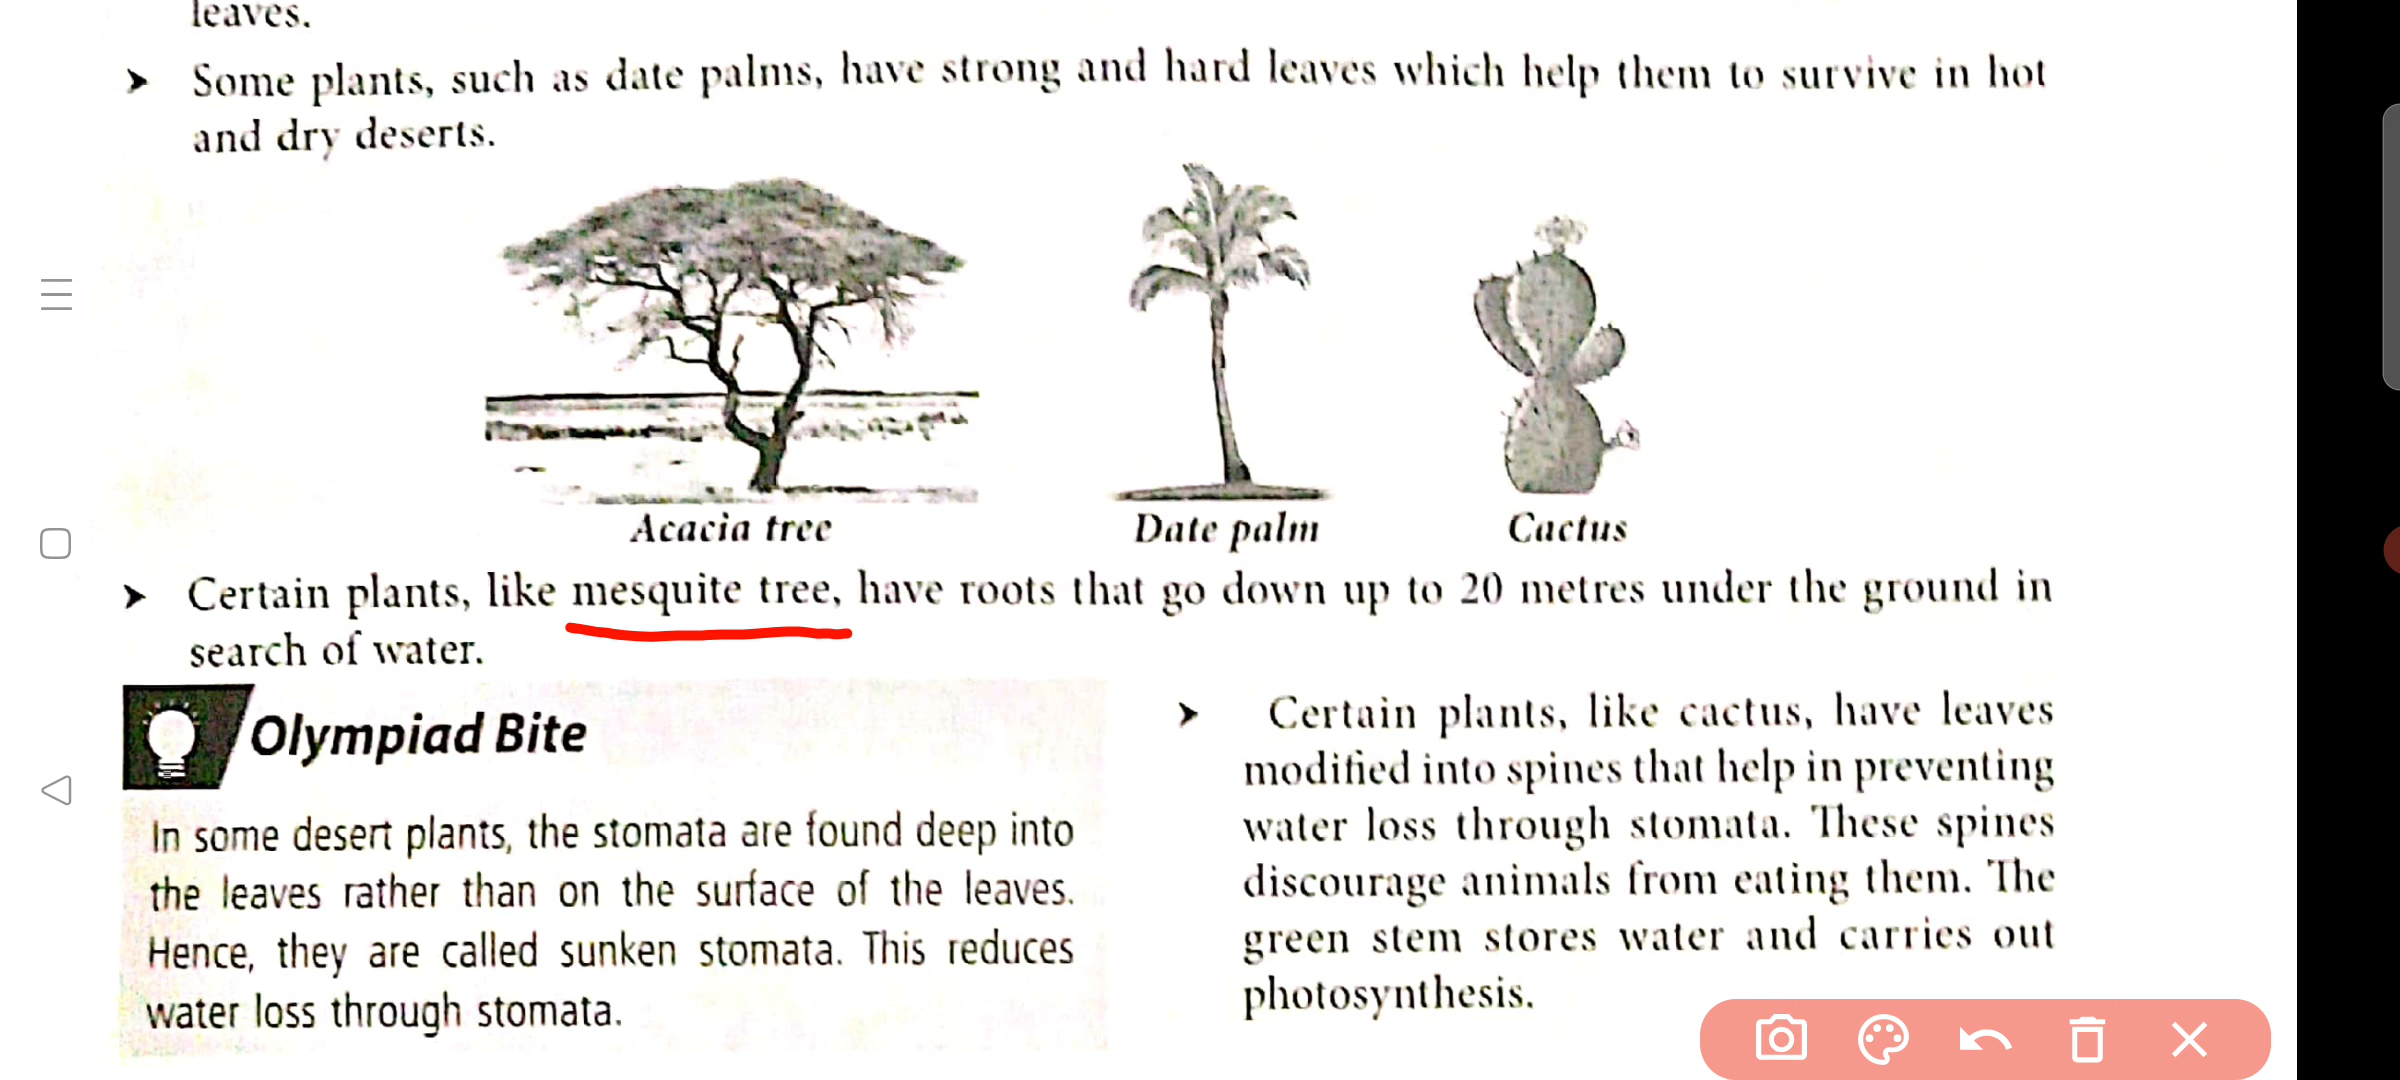 leaves.
➤ Some plants, such as date palms, have strong and hard leaves which help them to survive in hot
and dry deserts.
Acacia tree
Date palm
Cactus
➤ Certain plants, like mesquite tree, have roots that go down up to 20 metres under the ground in
search of water.
Olympiad Bite
In some desert plants, the stomata are found deep into
the leaves rather than on the surface of the leaves.
Hence, they are called sunken stomata. This reduces
water loss through stomata.
➤ Certain plants, like cactus, have leaves
modified into spines that help in preventing
water loss through stomata. These spines
discourage animals from eating them. The
green stem stores water and carries out
photosynthesis.